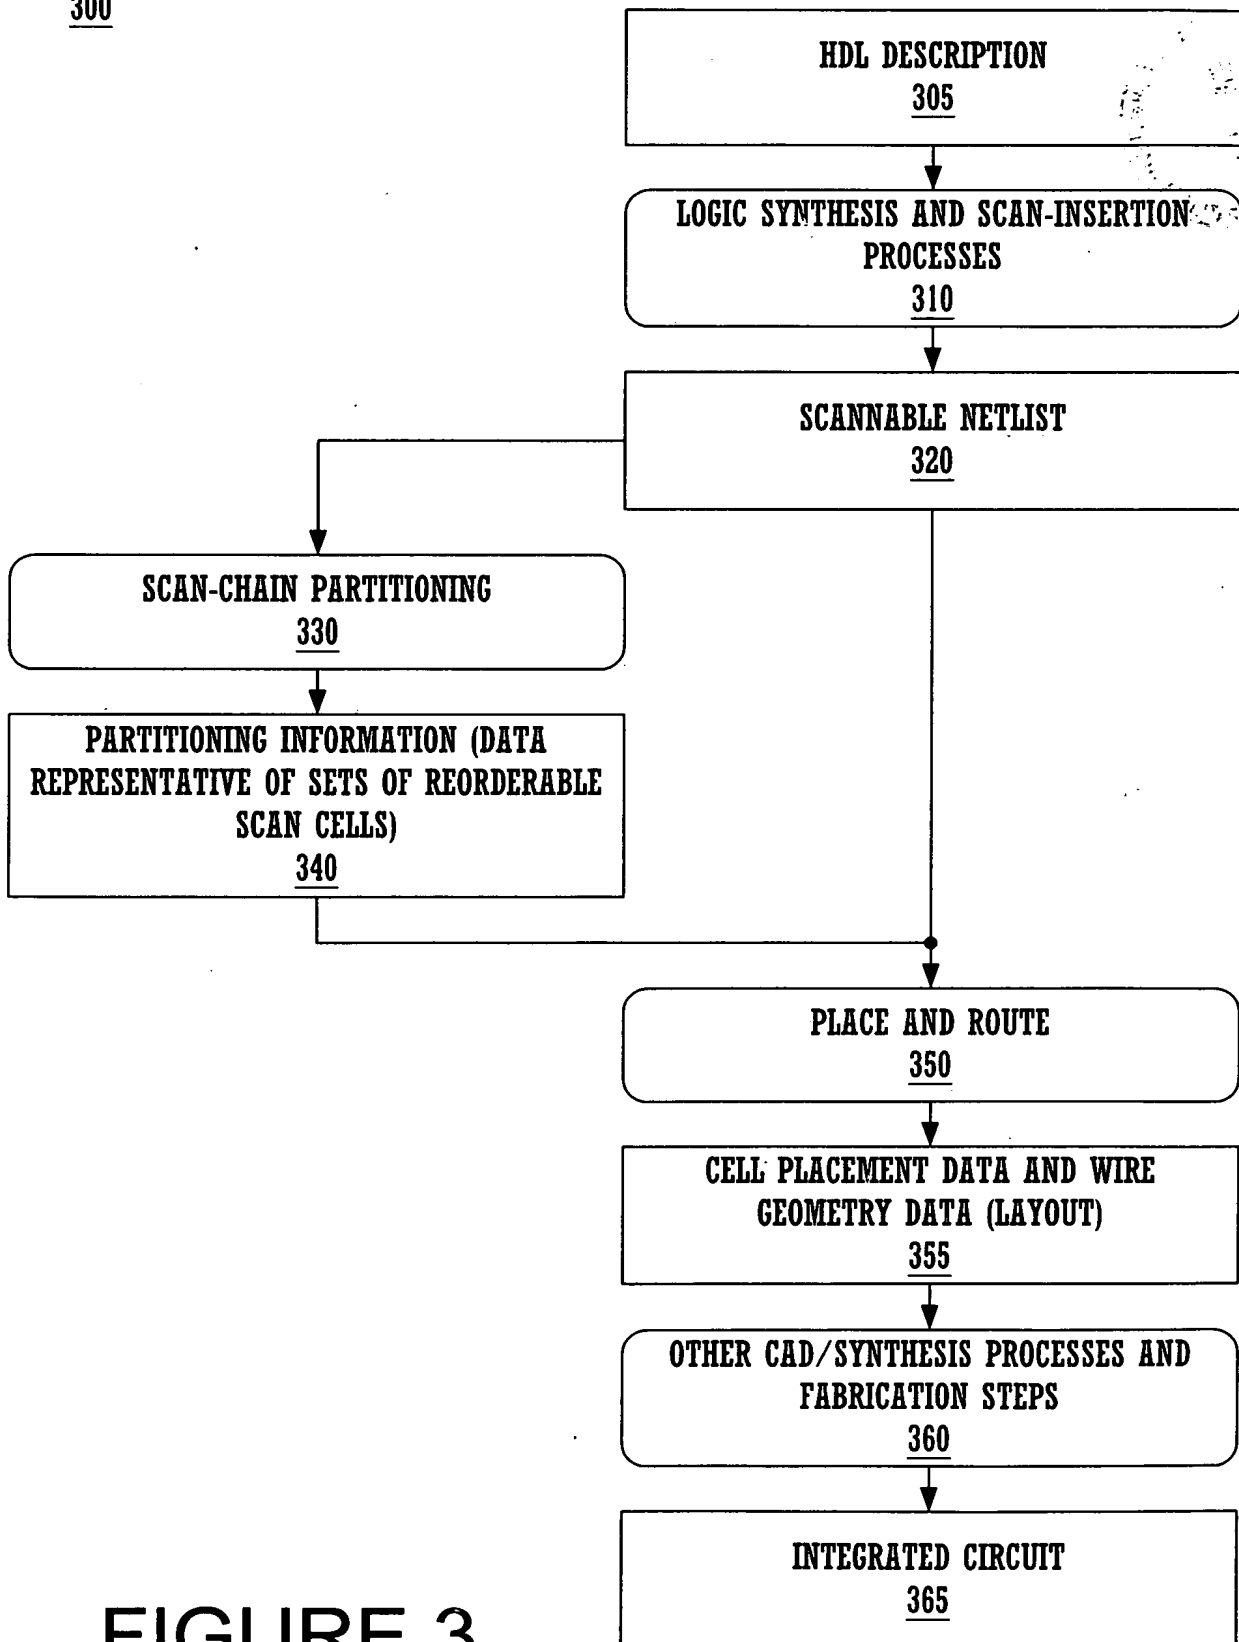 300
HDL DESCRIPTION
305
LOGIC SYNTHESIS AND SCAN-INSERTION
PROCESSES
310
SCANNABLE NETLIST
320
SCAN-CHAIN PARTITIONING
330
PARTITIONING INFORMATION (DATA
REPRESENTATIVE OF SETS OF REORDERABLE
SCAN CELLS)
340
PLACE AND ROUTE
350
CELL PLACEMENT DATA AND WIRE
GEOMETRY DATA (LAYOUT)
355
OTHER CAD/SYNTHESIS PROCESSES AND
FABRICATION STEPS
360
INTEGRATED CIRCUIT
365
FIGURE 3